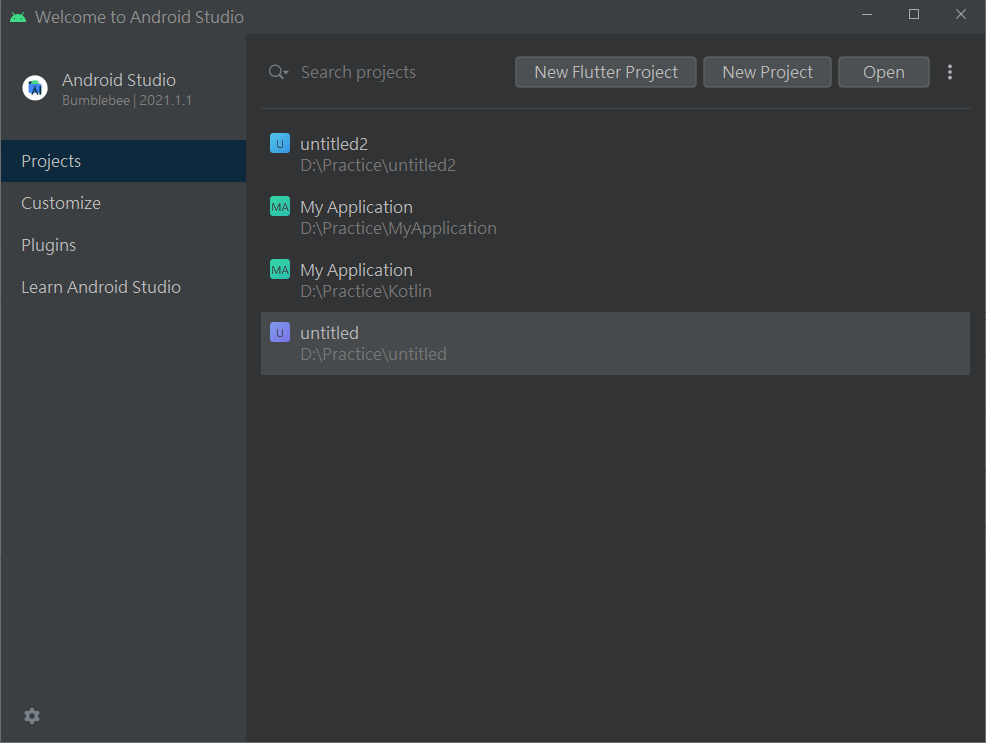 Welcome to Android Studio
Android Studio
Bumblebee | 2021.1.1
Projects
Customize
Plugins
Learn Android Studio
Search projects
New Flutter Project
New Project
Open
U
untitled2
D:\Practice\untitled2
MA
My Application
D:\Practice\MyApplication
MA
My Application
D:\Practice\Kotlin
U
untitled
D:\Practice\untitled